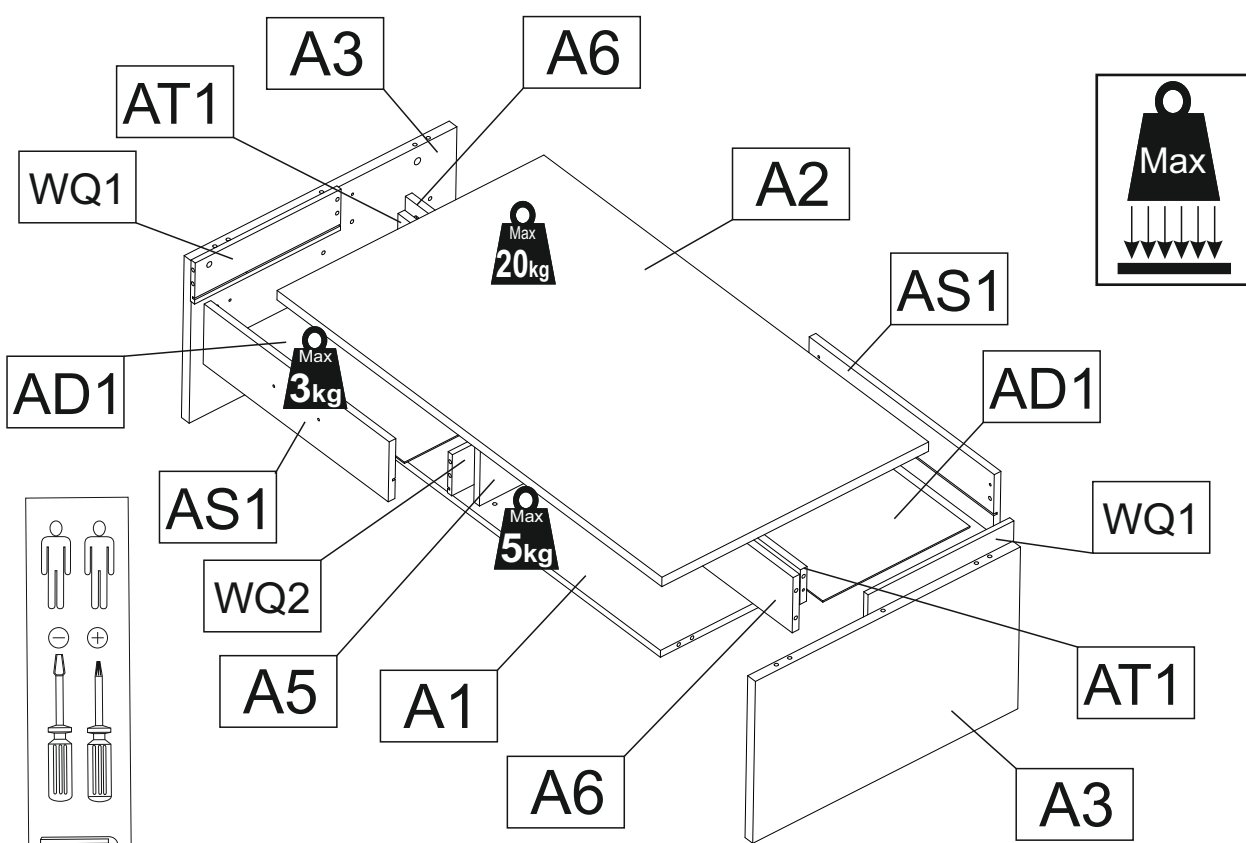 A3
A6
AT1
Max
WQ1
A2
Max
20kg
AS1
AD1
Max
3kg
AD1
AS1
Max
5kg
WQ1
WQ2
A5
A1
AT1
A6
A3